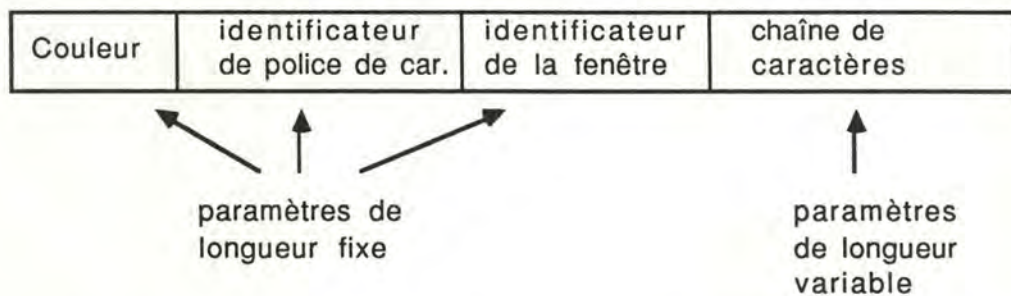 Couleur
identificateur
de police de car.
identificateur
de la fenêtre
chaîne de
caractères
paramètres de
longueur fixe
paramètres
de longueur
variable